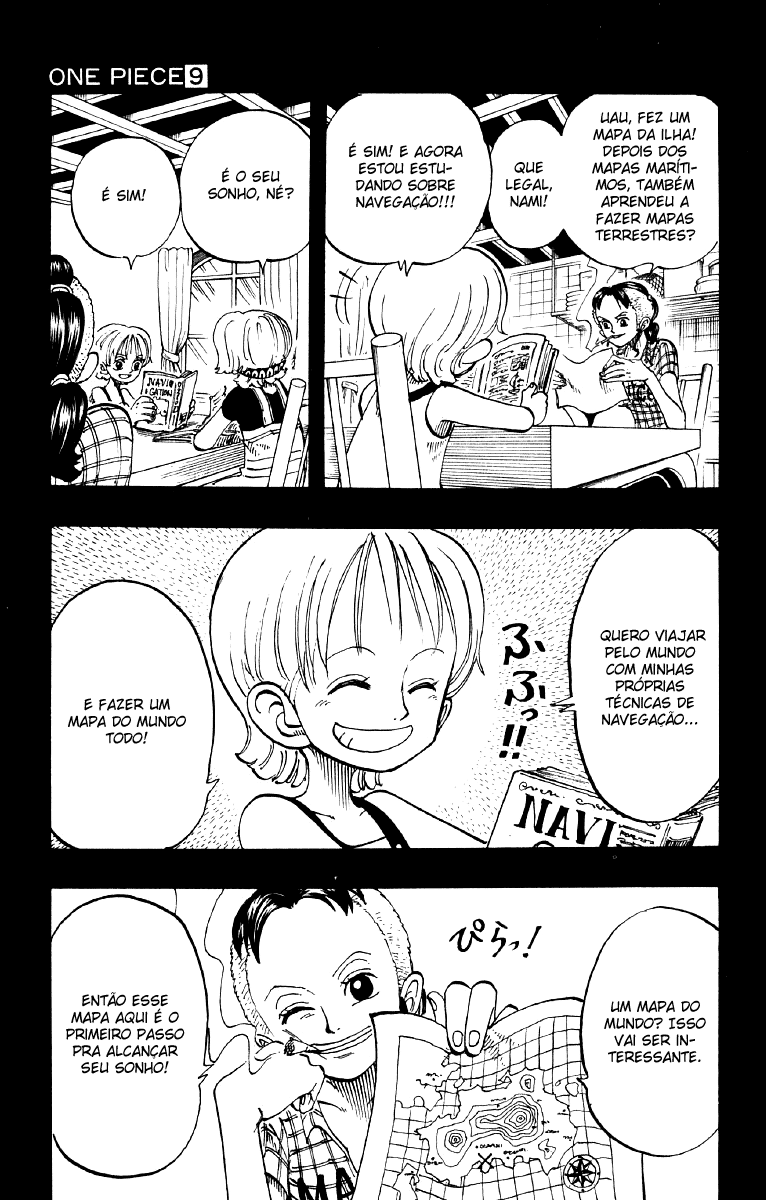 ONE PIECE 9
UAU, FEZ UM
MAPA DA ILHA!
DEPOIS DOS
MAPAS MARÍTI-
MOS, TAMBÉM
APRENDEU A
FAZER MAPAS
TERRESTRES?
QUE
LEGAL,
NAMI!
É SIM! E AGORA
ESTOU ESTU-
DANDO SOBRE
NAVEGAÇÃO!!!
É O SEU
SONHO, NÉ?
É SIM!
NAVI
GATION
QUERO VIAJAR
PELO MUNDO
COM MINHAS
PRÓPRIAS
TÉCNICAS DE
NAVEGAÇÃO...
ふふっ!!
E FAZER UM
MAPA DO MUNDO
TODO!
NAVI
UM MAPA DO
MUNDO? ISSO
VAI SER IN-
TERESSANTE.
ぴらっ!
ENTÃO ESSE
MAPA AQUI É O
PRIMEIRO PASSO
PRA ALCANÇAR
SEU SONHO!
MA